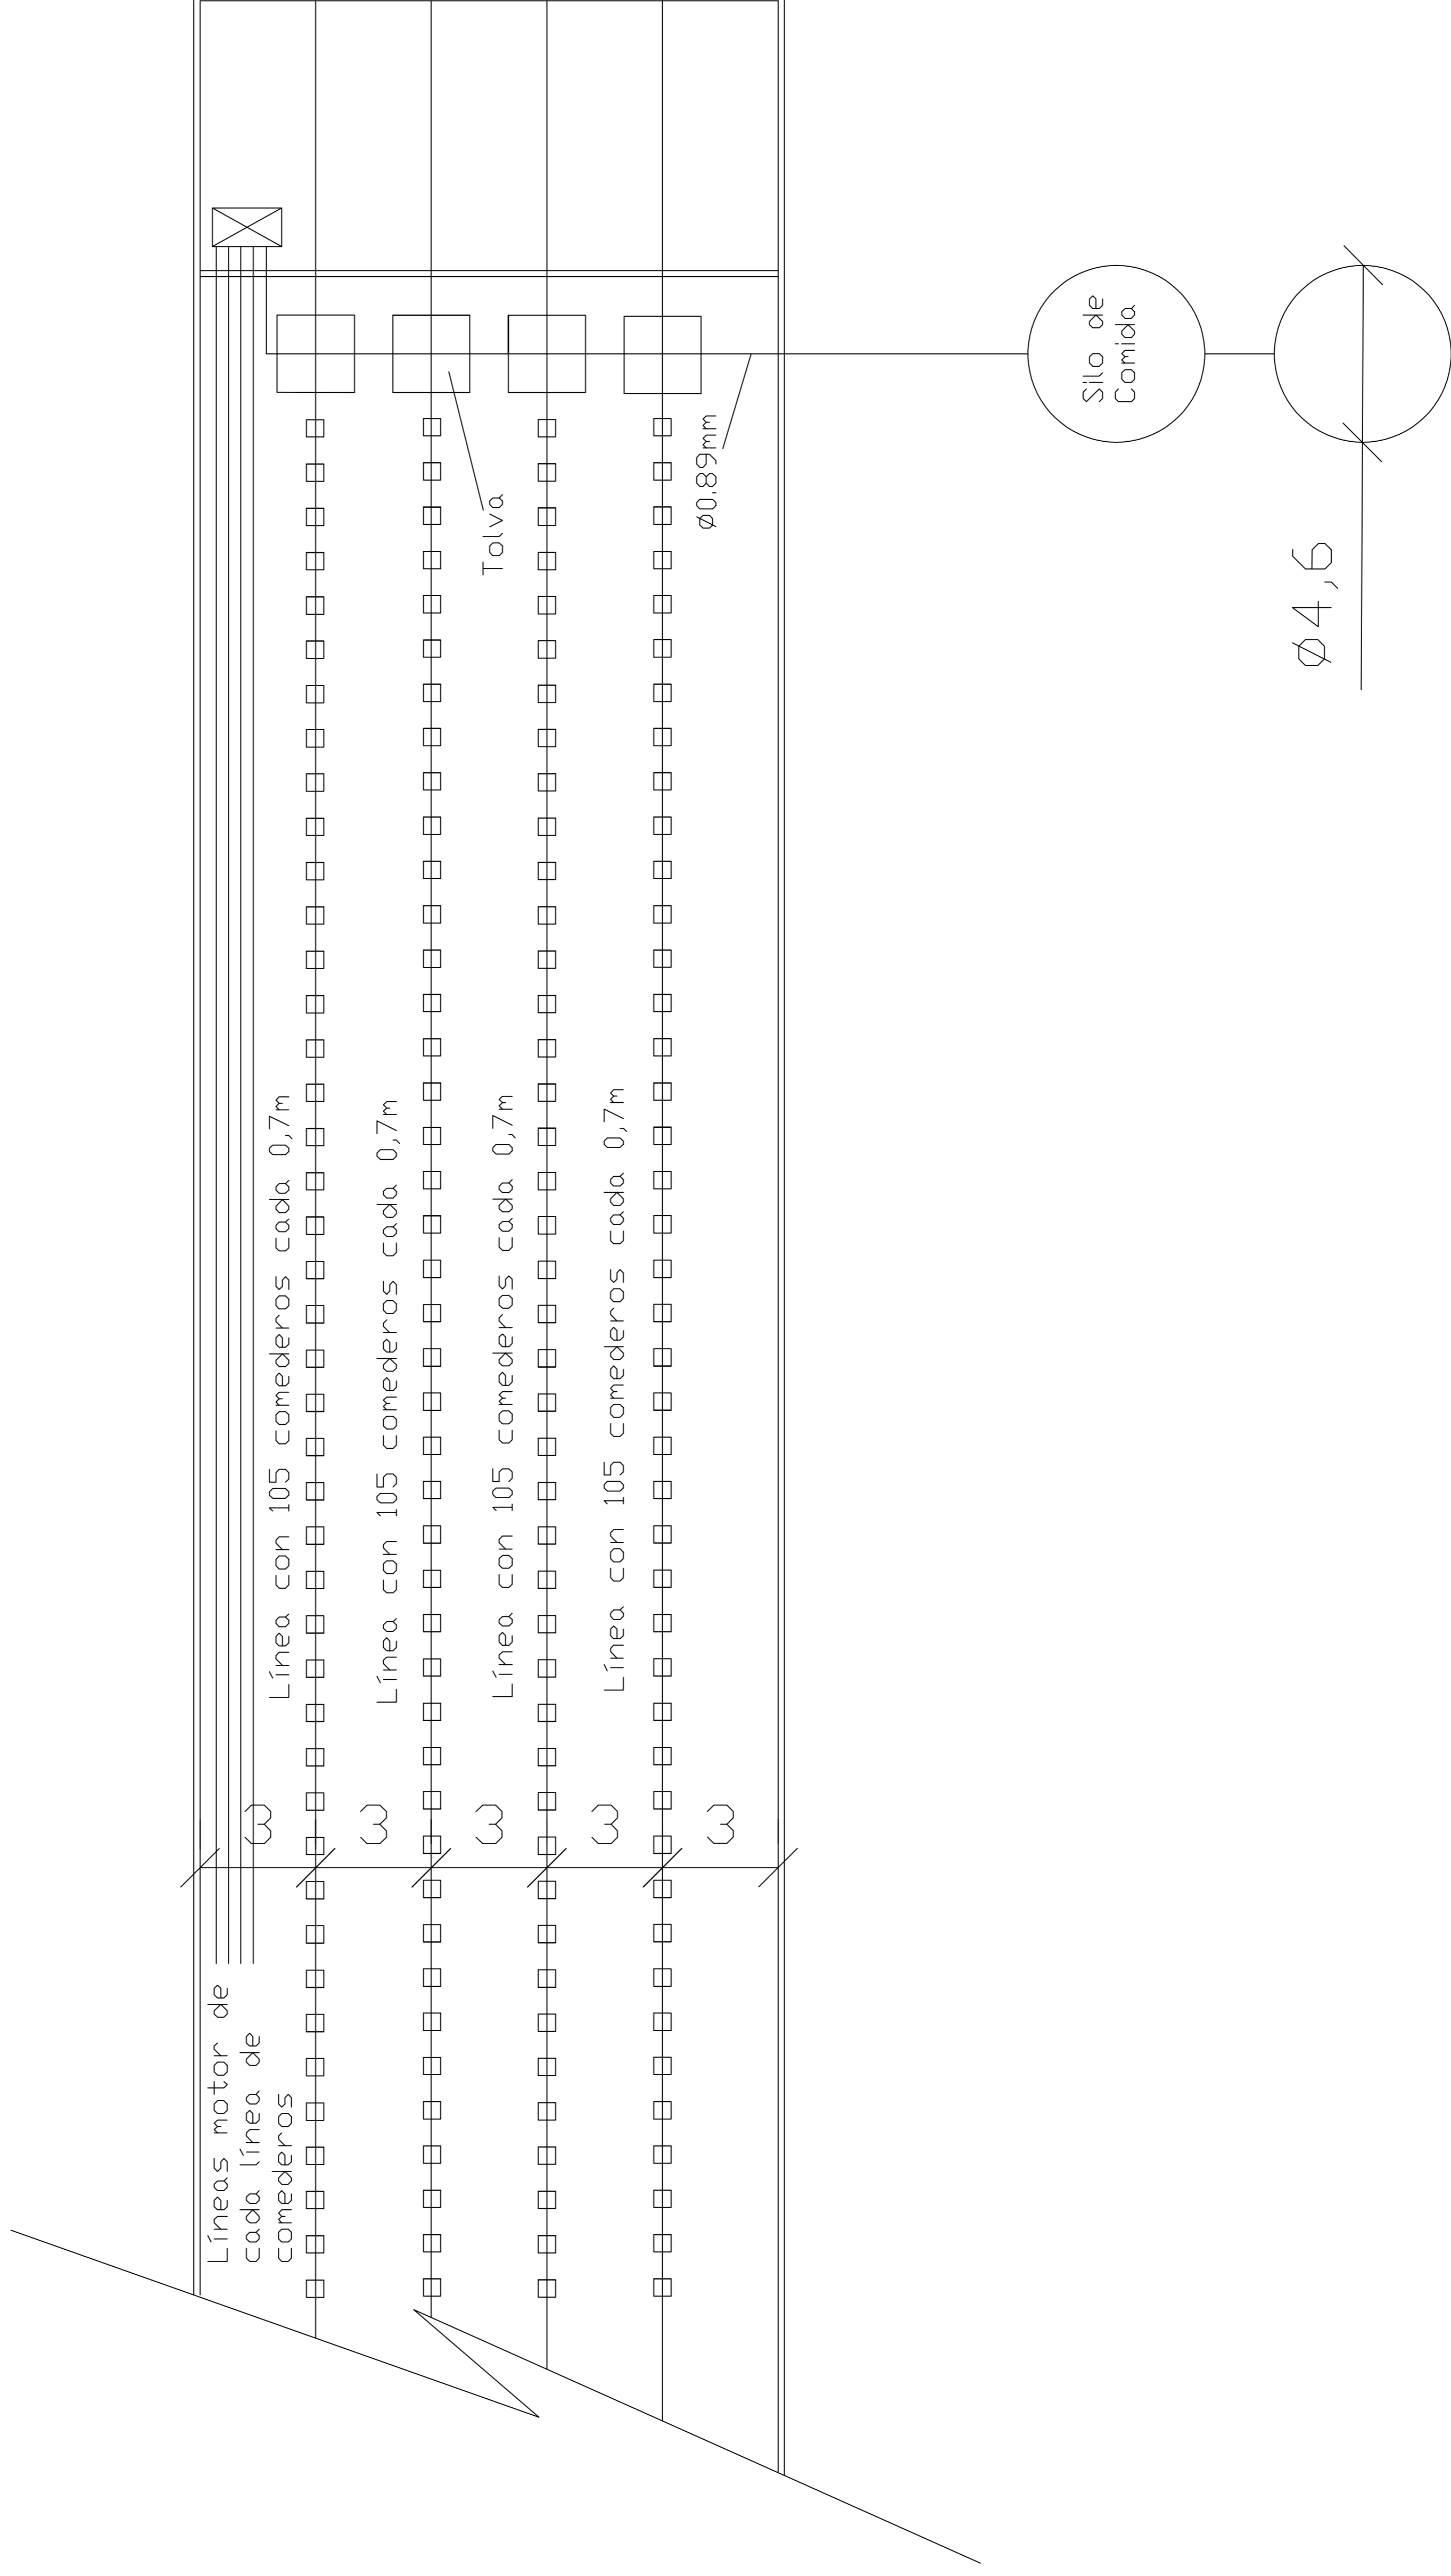 Líneas motor de
cada línea de
comederos
Línea con 105 comederos cada 0,7m
Línea con 105 comederos cada 0,7m
Línea con 105 comederos cada 0,7m
Línea con 105 comederos cada 0,7m
3
3
3
3
3
Tolva
Ø0.89mm
Silo de
Comida
Ø4,6